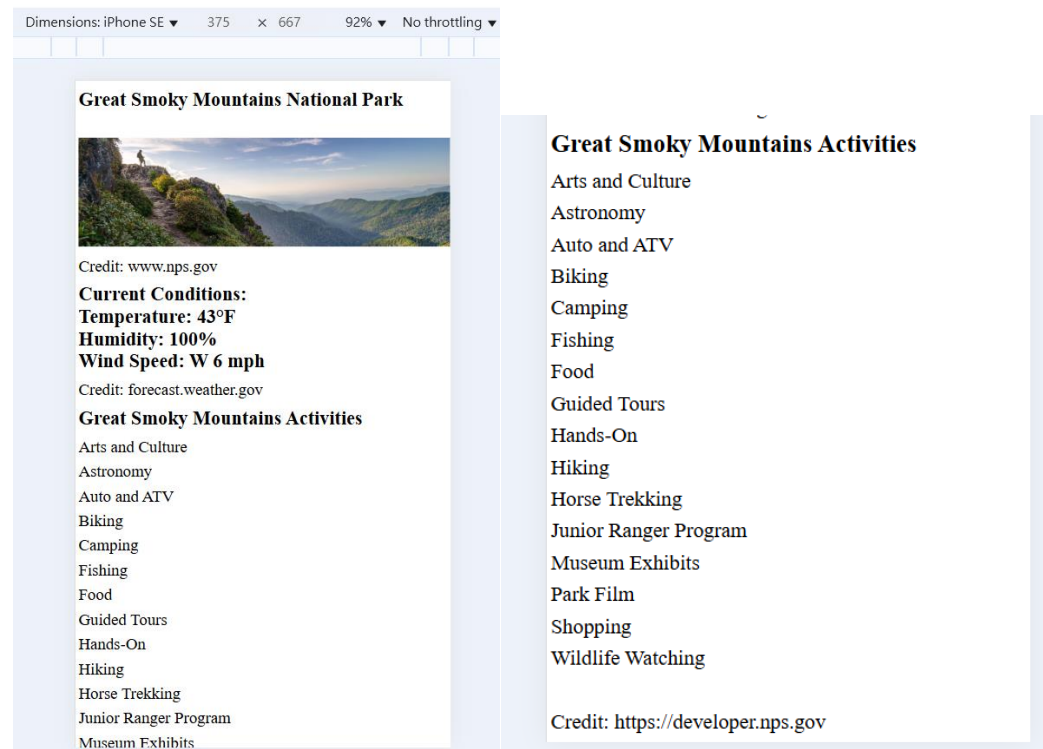 Dimensions: iPhone SE ▼ 375 × 667 92% ▼ No throttling ▼
Great Smoky Mountains National Park
Credit: www.nps.gov
Current Conditions:
Temperature: 43°F
Humidity: 100%
Wind Speed: W 6 mph
Credit: forecast.weather.gov
Great Smoky Mountains Activities
Arts and Culture
Astronomy
Auto and ATV
Biking
Camping
Fishing
Food
Guided Tours
Hands-On
Hiking
Horse Trekking
Junior Ranger Program
Museum Exhibits
Great Smoky Mountains Activities
Arts and Culture
Astronomy
Auto and ATV
Biking
Camping
Fishing
Food
Guided Tours
Hands-On
Hiking
Horse Trekking
Junior Ranger Program
Museum Exhibits
Park Film
Shopping
Wildlife Watching
Credit: https://developer.nps.gov